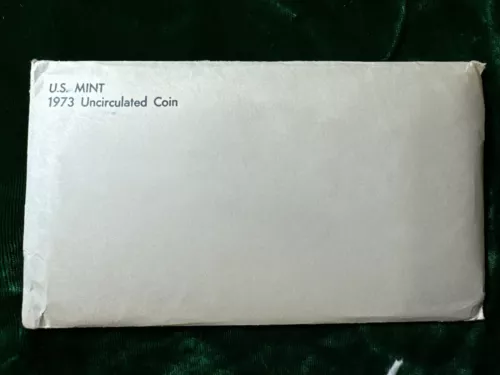 U.S. MINT
1973 Uncirculated Coin